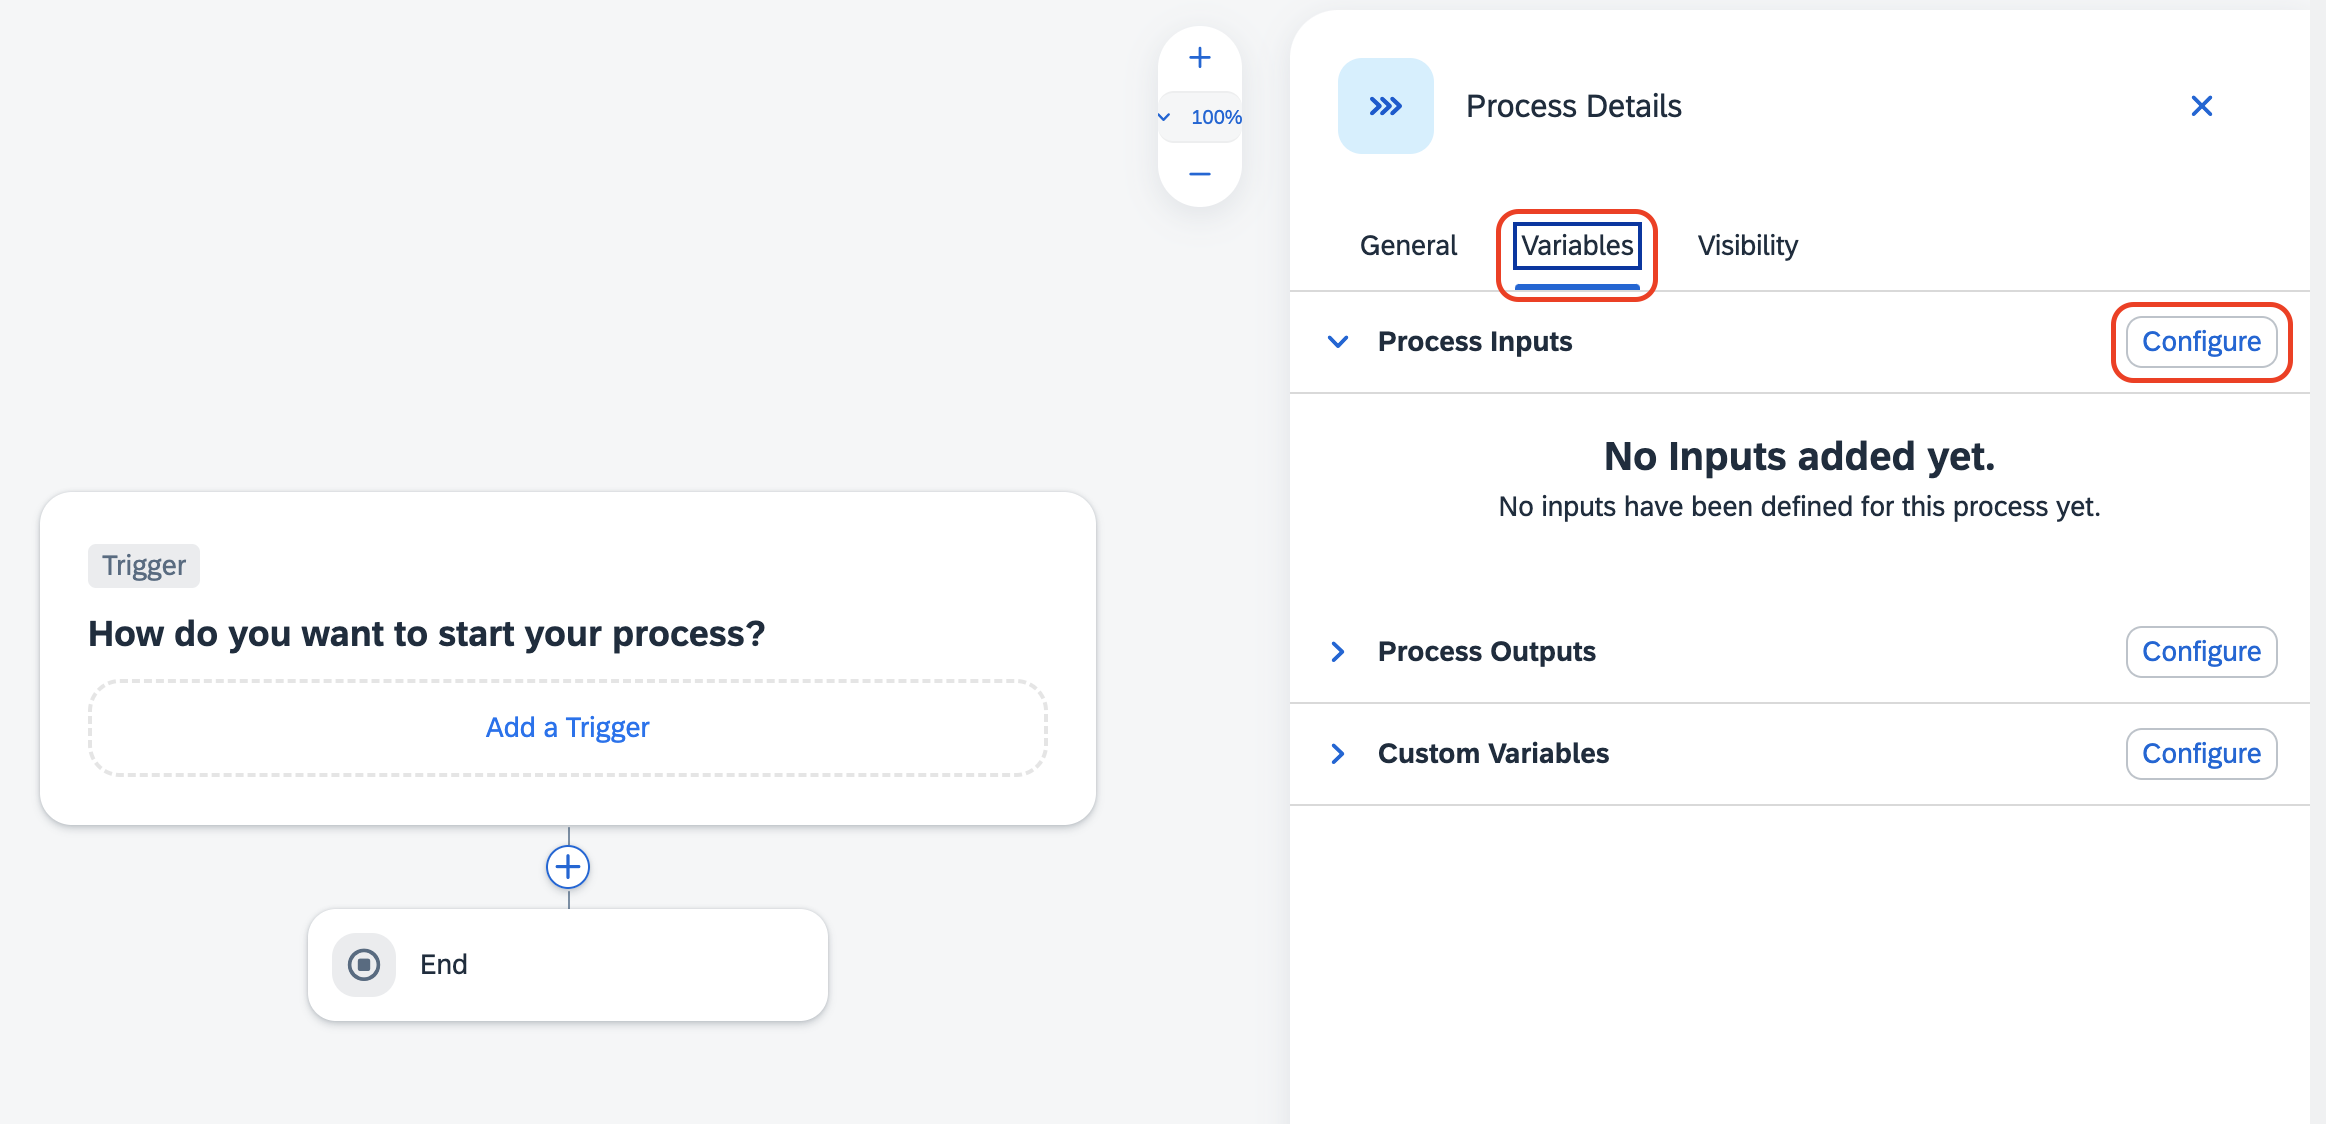 100%
Process Details
General
Variables
Visibility
Process Inputs
Configure
No Inputs added yet.
No inputs have been defined for this process yet.
Process Outputs
Configure
Custom Variables
Configure
Trigger
How do you want to start your process?
Add a Trigger
End